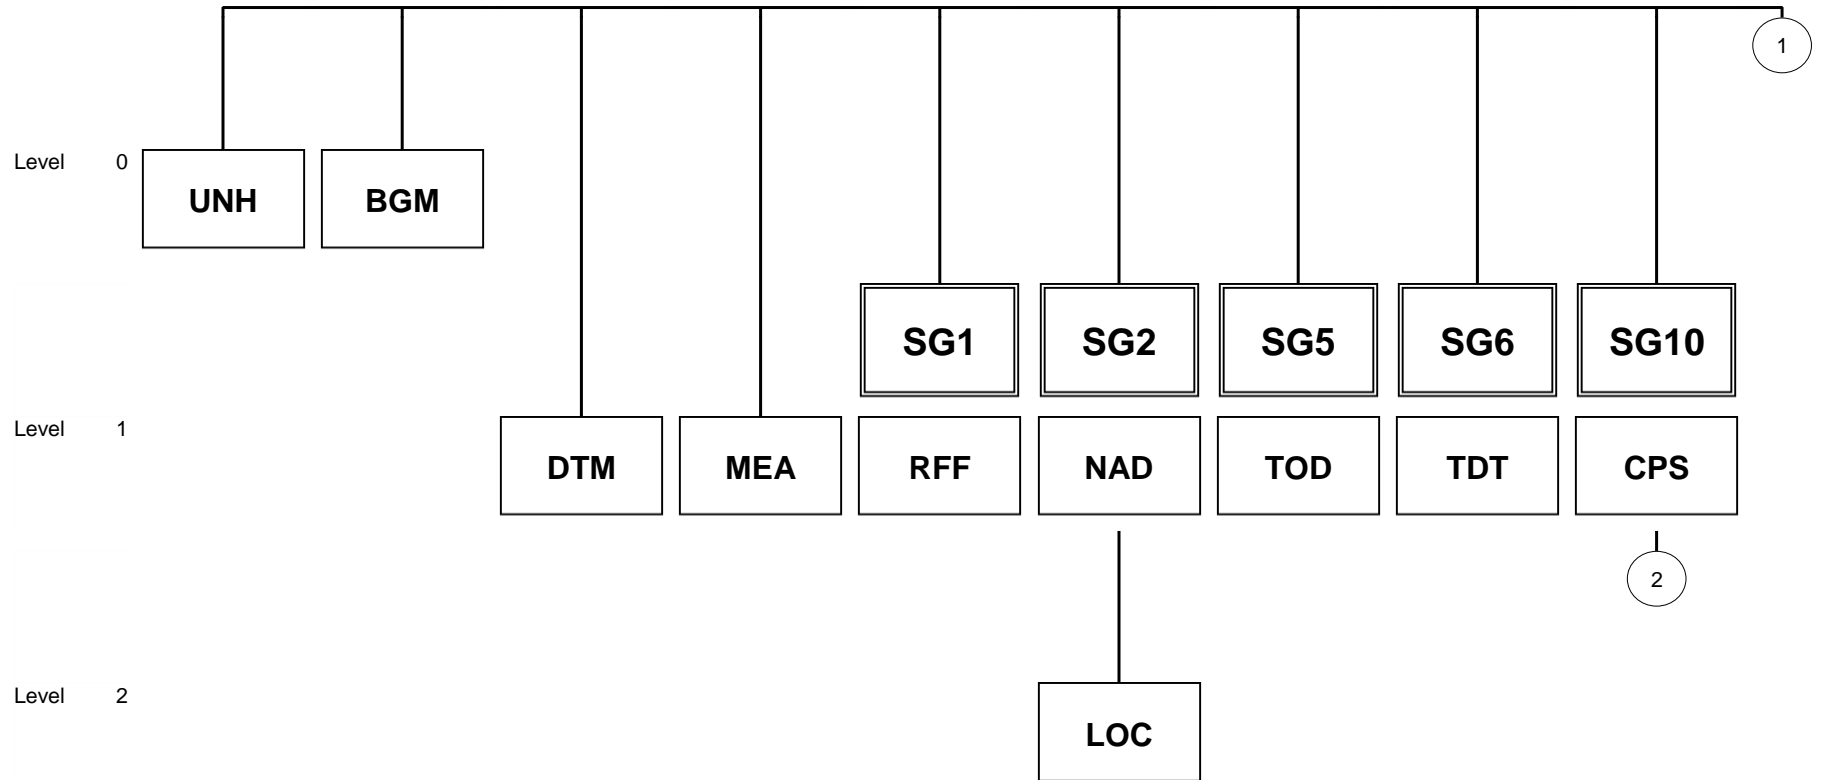 1
Level 0
UNH BGM
SG1 SG2 SG5 SG6 SG10
Level 1
DTM MEA RFF NAD TOD TDT CPS
2
Level 2
LOC